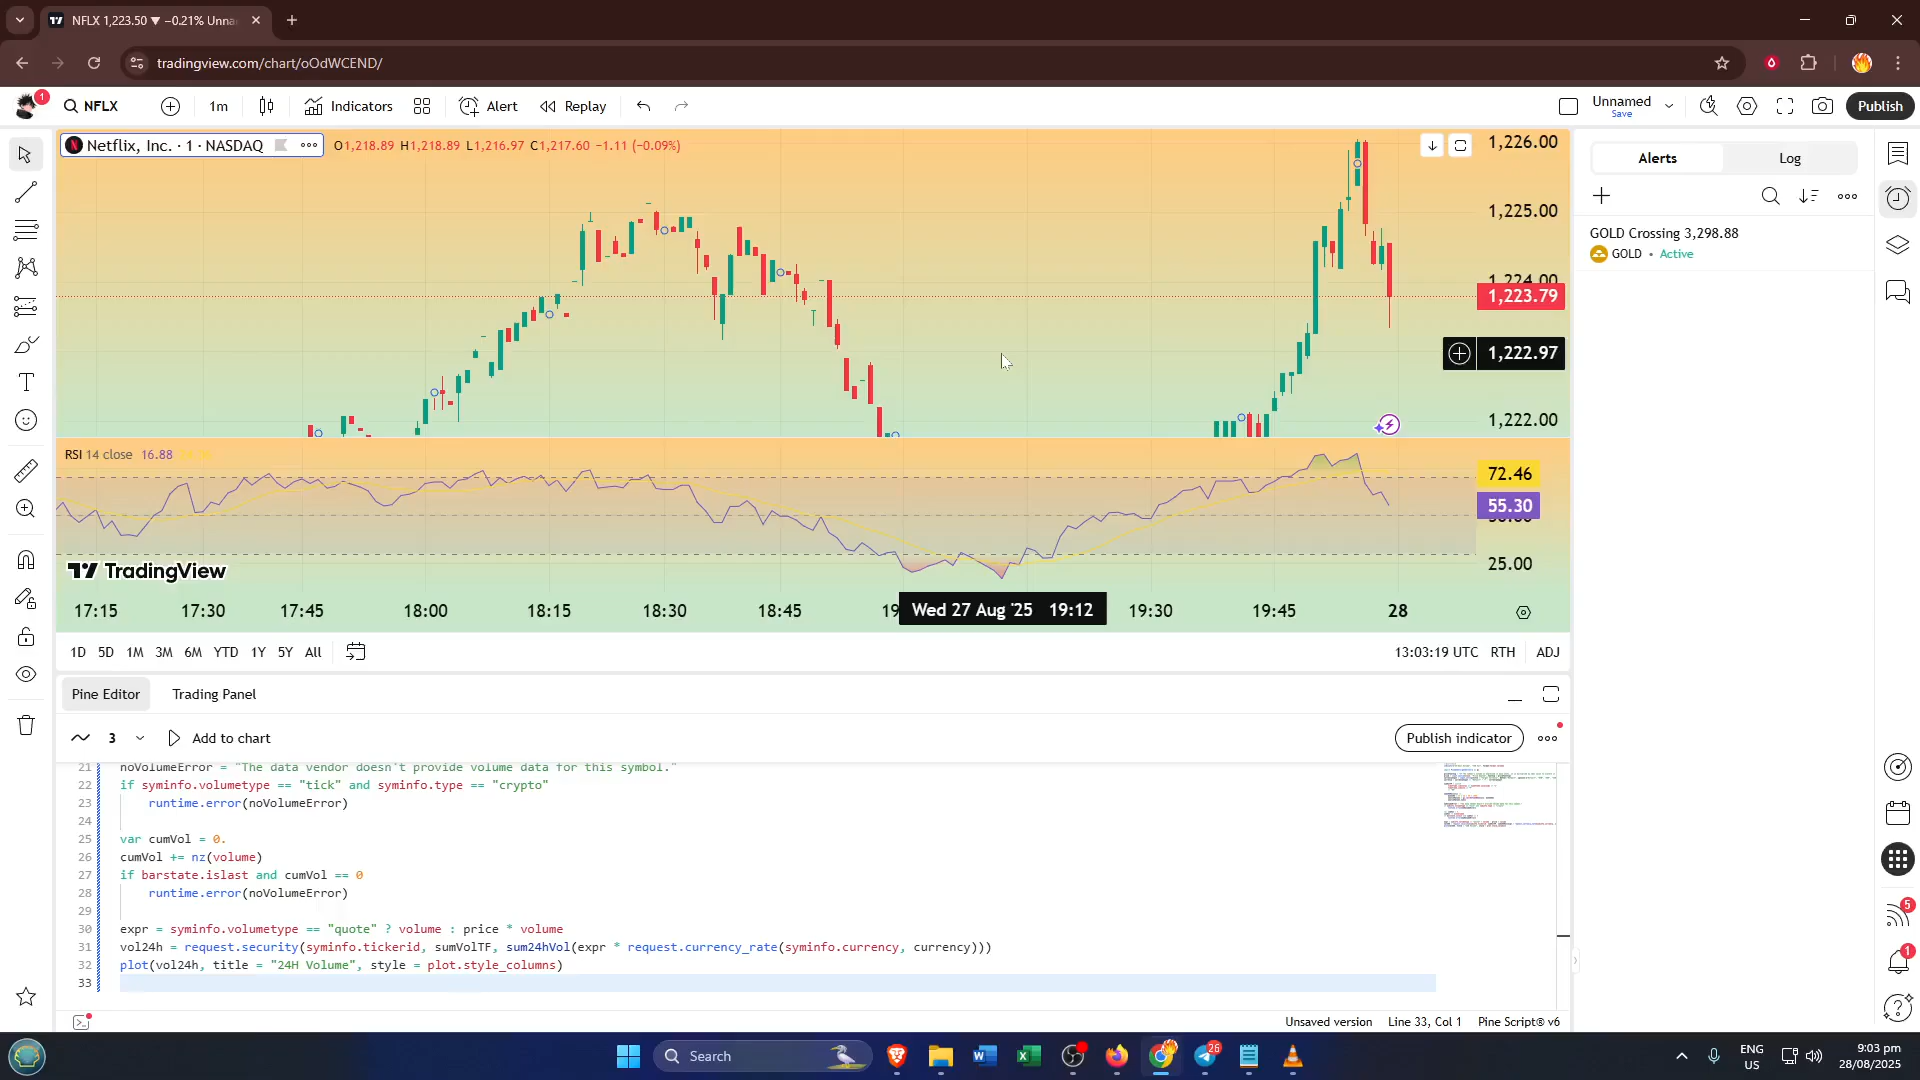 NFLX 1,223.50 ▼ −0.21% Unna
tradingview.com/chart/oOdWCEND/
1
NFLX
1m
Indicators
Alert
Replay
Unnamed
Save
Publish
Netflix, Inc. · 1 · NASDAQ
O1,218.89 H1,218.89 L1,216.97 C1,217.60 −1.11 (−0.09%)
1,226.00
1,225.00
1,224.00
1,223.79
1,222.97
1,222.00
RSI 14 close 16.88
72.46
55.30
25.00
TradingView
17:15 17:30 17:45 18:00 18:15 18:30 18:45 19 Wed 27 Aug '25 19:12 19:30 19:45 28
1D 5D 1M 3M 6M YTD 1Y 5Y All
13:03:19 UTC RTH ADJ
Alerts
Log
GOLD Crossing 3,298.88
GOLD • Active
Pine Editor
Trading Panel
3
Add to chart
Publish indicator
21 noVolumeError = "The data vendor doesn't provide volume data for this symbol."
22 if syminfo.volumetype == "tick" and syminfo.type == "crypto"
23 runtime.error(noVolumeError)
24
25 var cumVol = 0.
26 cumVol += nz(volume)
27 if barstate.islast and cumVol == 0
28 runtime.error(noVolumeError)
29
30 expr = syminfo.volumetype == "quote" ? volume : price * volume
31 vol24h = request.security(syminfo.tickerid, sumVolTF, sum24hVol(expr * request.currency_rate(syminfo.currency, currency)))
32 plot(vol24h, title = "24H Volume", style = plot.style_columns)
33
Unsaved version Line 33, Col 1 Pine Script® v6
5
1
Search
26
ENG
US
9:03 pm
28/08/2025